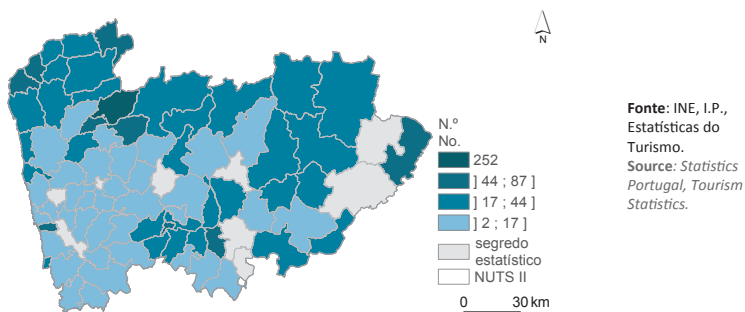 N
N.º
No.
252
] 44 ; 87 ]
] 17 ; 44 ]
] 2 ; 17 ]
segredo
estatístico
NUTS II
0 30 km
Fonte: INE, I.P.,
Estatísticas do
Turismo.
Source: Statistics
Portugal, Tourism
Statistics.